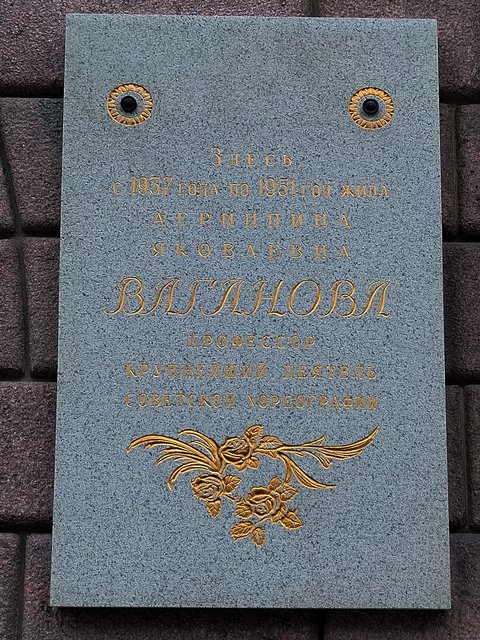 Здесь
с 1937 года по 1951 год жила
Агриппина
Яковлевна
ВАГАНОВА
профессор
крупнейший деятель
советской хореографии